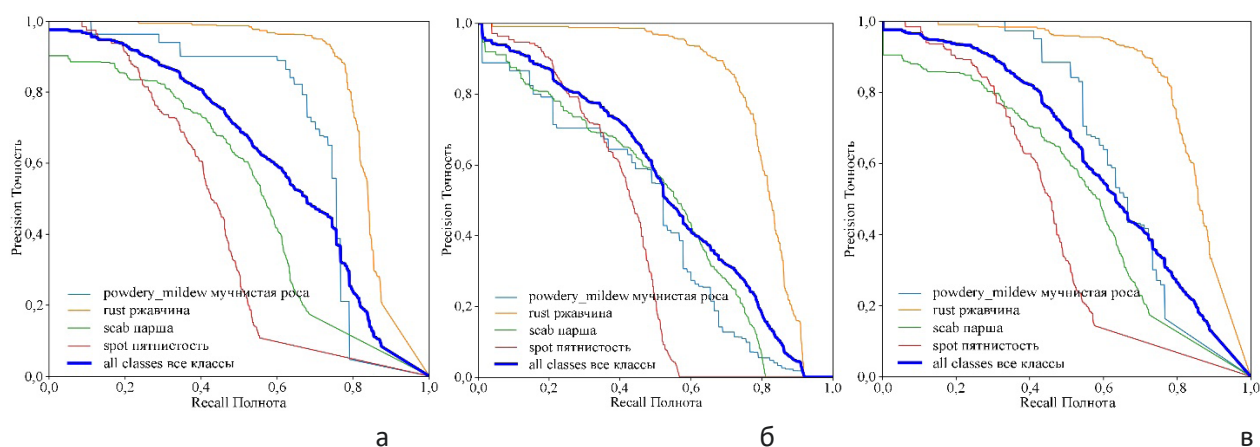 1,0
0,8
0,6
0,4
0,2
0,0
Precision Точность
powdery_mildew мучнистая роса
rust ржавчина
scab парша
spot пятнистость
all classes все классы
0,0 0,2 0,4 0,6 0,8 1,0
Recall Полнота
а
1,0
0,8
0,6
0,4
0,2
0,0
Precision Точность
powdery_mildew мучнистая роса
rust ржавчина
scab парша
spot пятнистость
all classes все классы
0,0 0,2 0,4 0,6 0,8 1,0
Recall Полнота
б
1,0
0,8
0,6
0,4
0,2
0,0
Precision Точность
powdery_mildew мучнистая роса
rust ржавчина
scab парша
spot пятнистость
all classes все классы
0,0 0,2 0,4 0,6 0,8 1,0
Recall Полнота
в